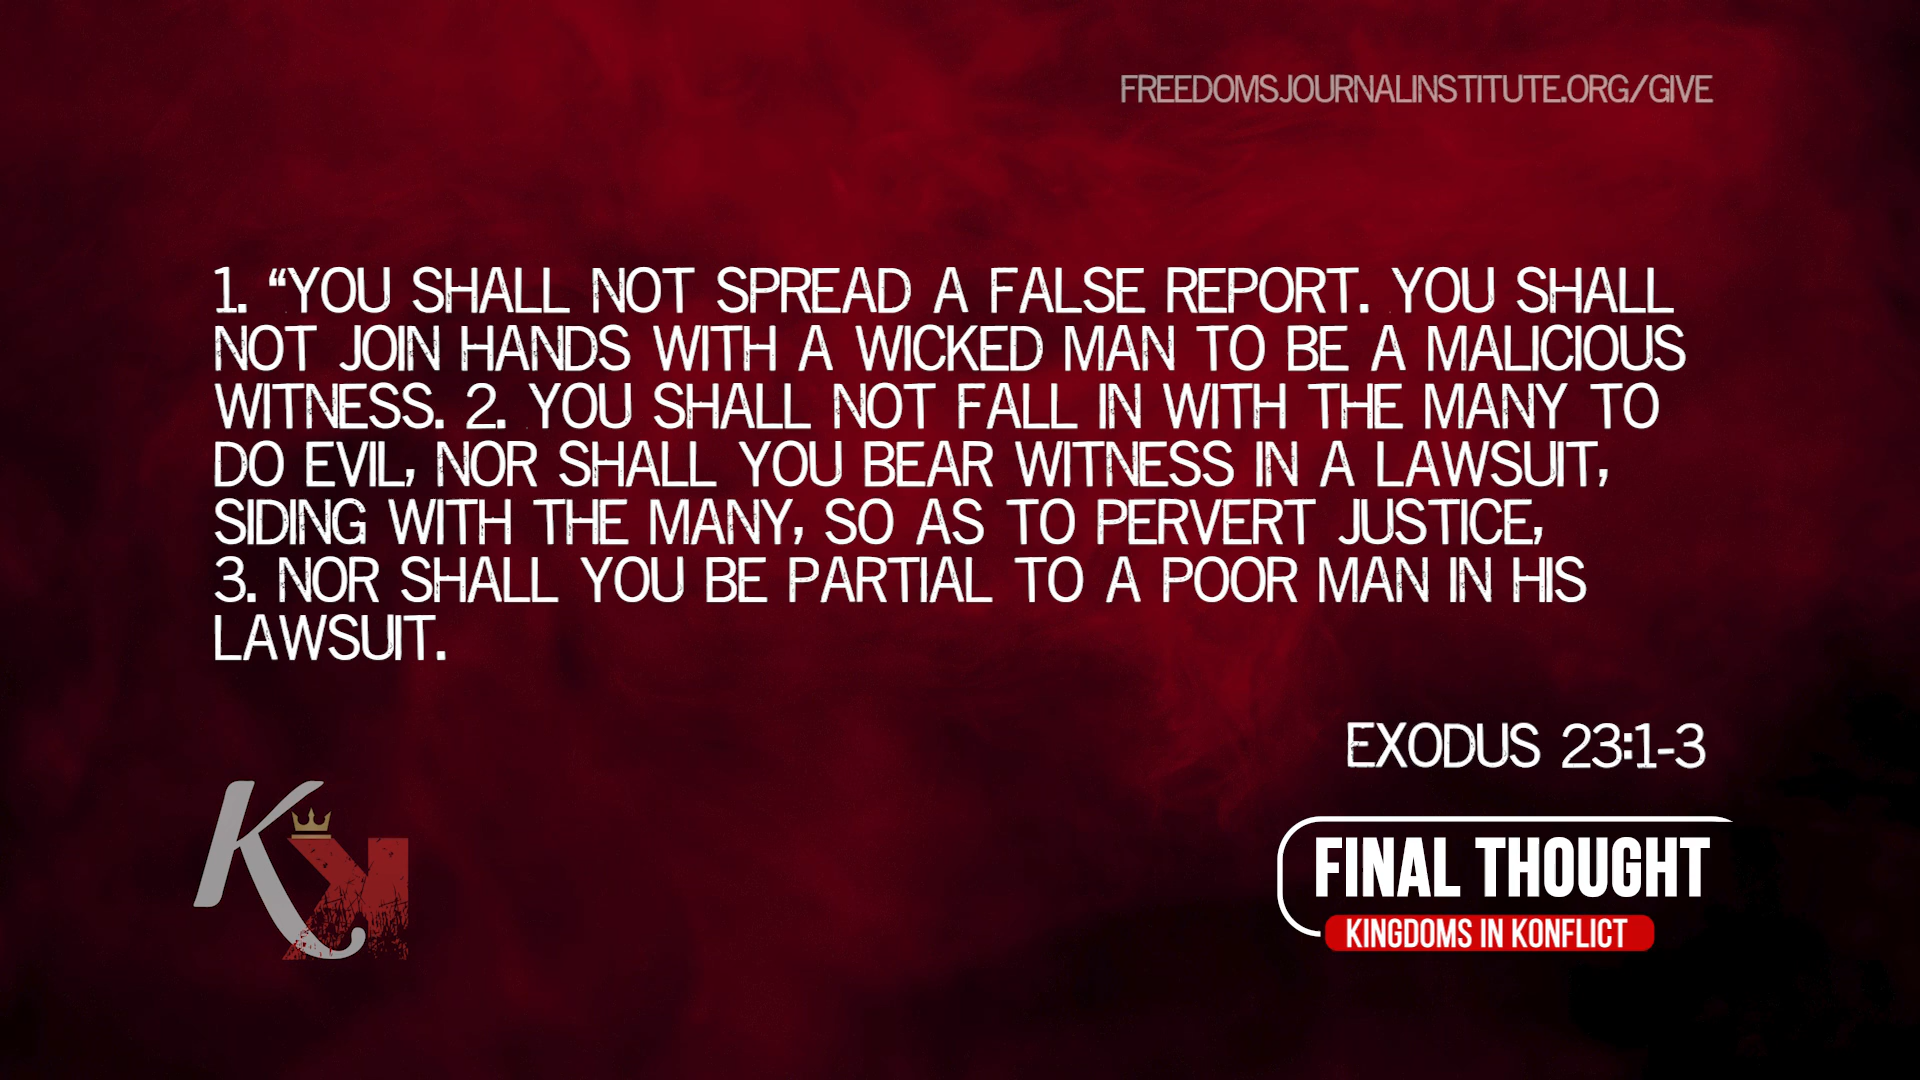 FREEDOMSJOURNALINSTITUTE.ORG/GIVE
1. “YOU SHALL NOT SPREAD A FALSE REPORT. YOU SHALL
NOT JOIN HANDS WITH A WICKED MAN TO BE A MALICIOUS
WITNESS. 2. YOU SHALL NOT FALL IN WITH THE MANY TO
DO EVIL, NOR SHALL YOU BEAR WITNESS IN A LAWSUIT,
SIDING WITH THE MANY, SO AS TO PERVERT JUSTICE,
3. NOR SHALL YOU BE PARTIAL TO A POOR MAN IN HIS
LAWSUIT.
EXODUS 23:1-3
KK
FINAL THOUGHT
KINGDOMS IN KONFLICT